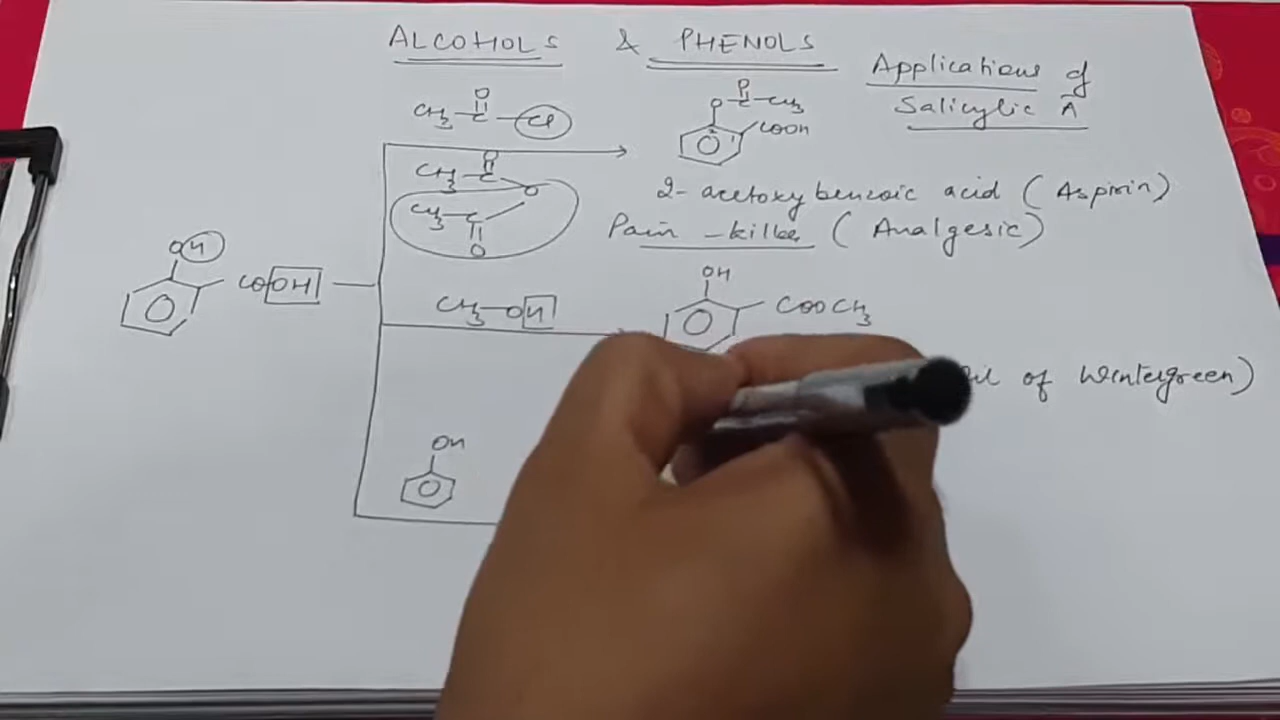 ALCOHOLS & PHENOLS
Applications of
Salicylic A
O
CH3-C-Cl
O
O-C-CH3
COOH
CH3-C
O
O
CH3-C
O
2-acetoxy benzoic acid (Aspirin)
Pain-killer (Analgesic)
OH
COOH
CH3-OH
OH
COOCH3
of Wintergreen)
OH